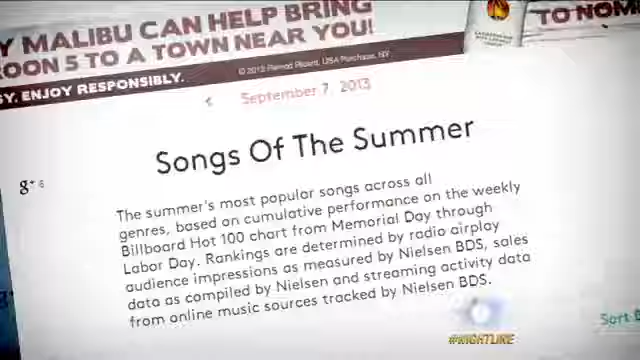 Y MALIBU CAN HELP BRING
OON 5 TO A TOWN NEAR YOU!
SY. ENJOY RESPONSIBLY.
TO NOM
© 2013 Pernod Ricard, USA Purchase, NY
< September 7, 2013
Songs Of The Summer
g+ 6
The summer's most popular songs across all
genres, based on cumulative performance on the weekly
Billboard Hot 100 chart from Memorial Day through
Labor Day. Rankings are determined by radio airplay
audience impressions as measured by Nielsen BDS, sales
data as compiled by Nielsen and streaming activity data
from online music sources tracked by Nielsen BDS.
Sort B
#NIGHTLINE